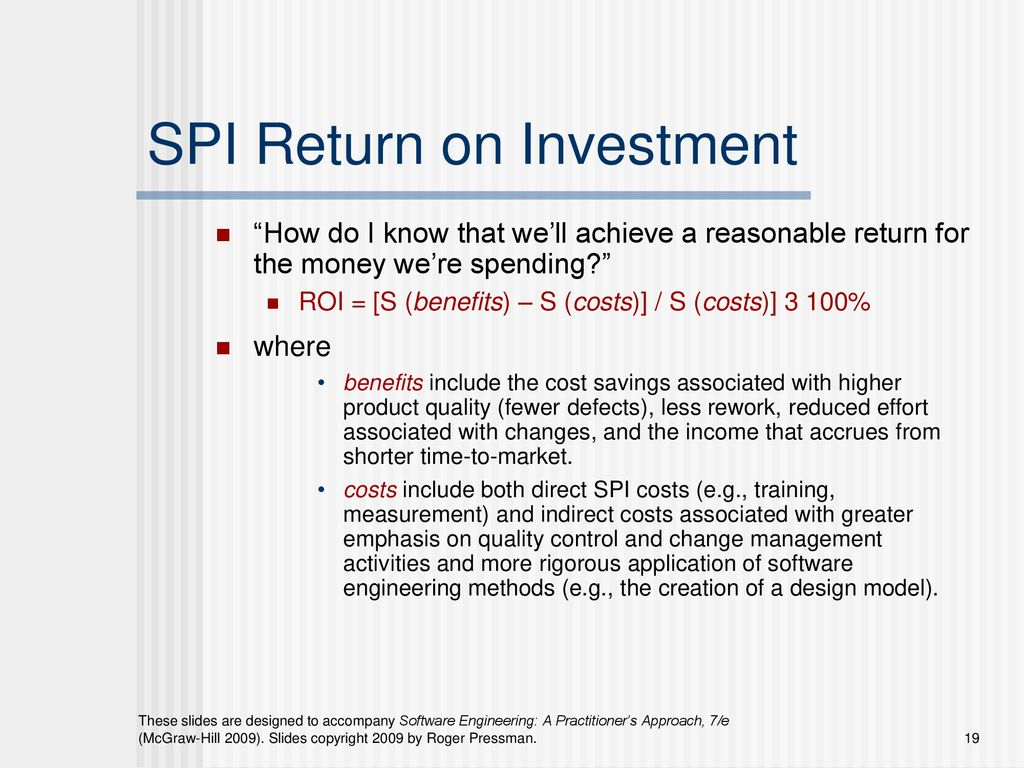 SPI Return on Investment
“How do I know that we’ll achieve a reasonable return for
the money we’re spending?”
ROI = [S (benefits) – S (costs)] / S (costs)] 3 100%
where
benefits include the cost savings associated with higher
product quality (fewer defects), less rework, reduced effort
associated with changes, and the income that accrues from
shorter time-to-market.
costs include both direct SPI costs (e.g., training,
measurement) and indirect costs associated with greater
emphasis on quality control and change management
activities and more rigorous application of software
engineering methods (e.g., the creation of a design model).
These slides are designed to accompany Software Engineering: A Practitioner’s Approach, 7/e
(McGraw-Hill 2009). Slides copyright 2009 by Roger Pressman.
19